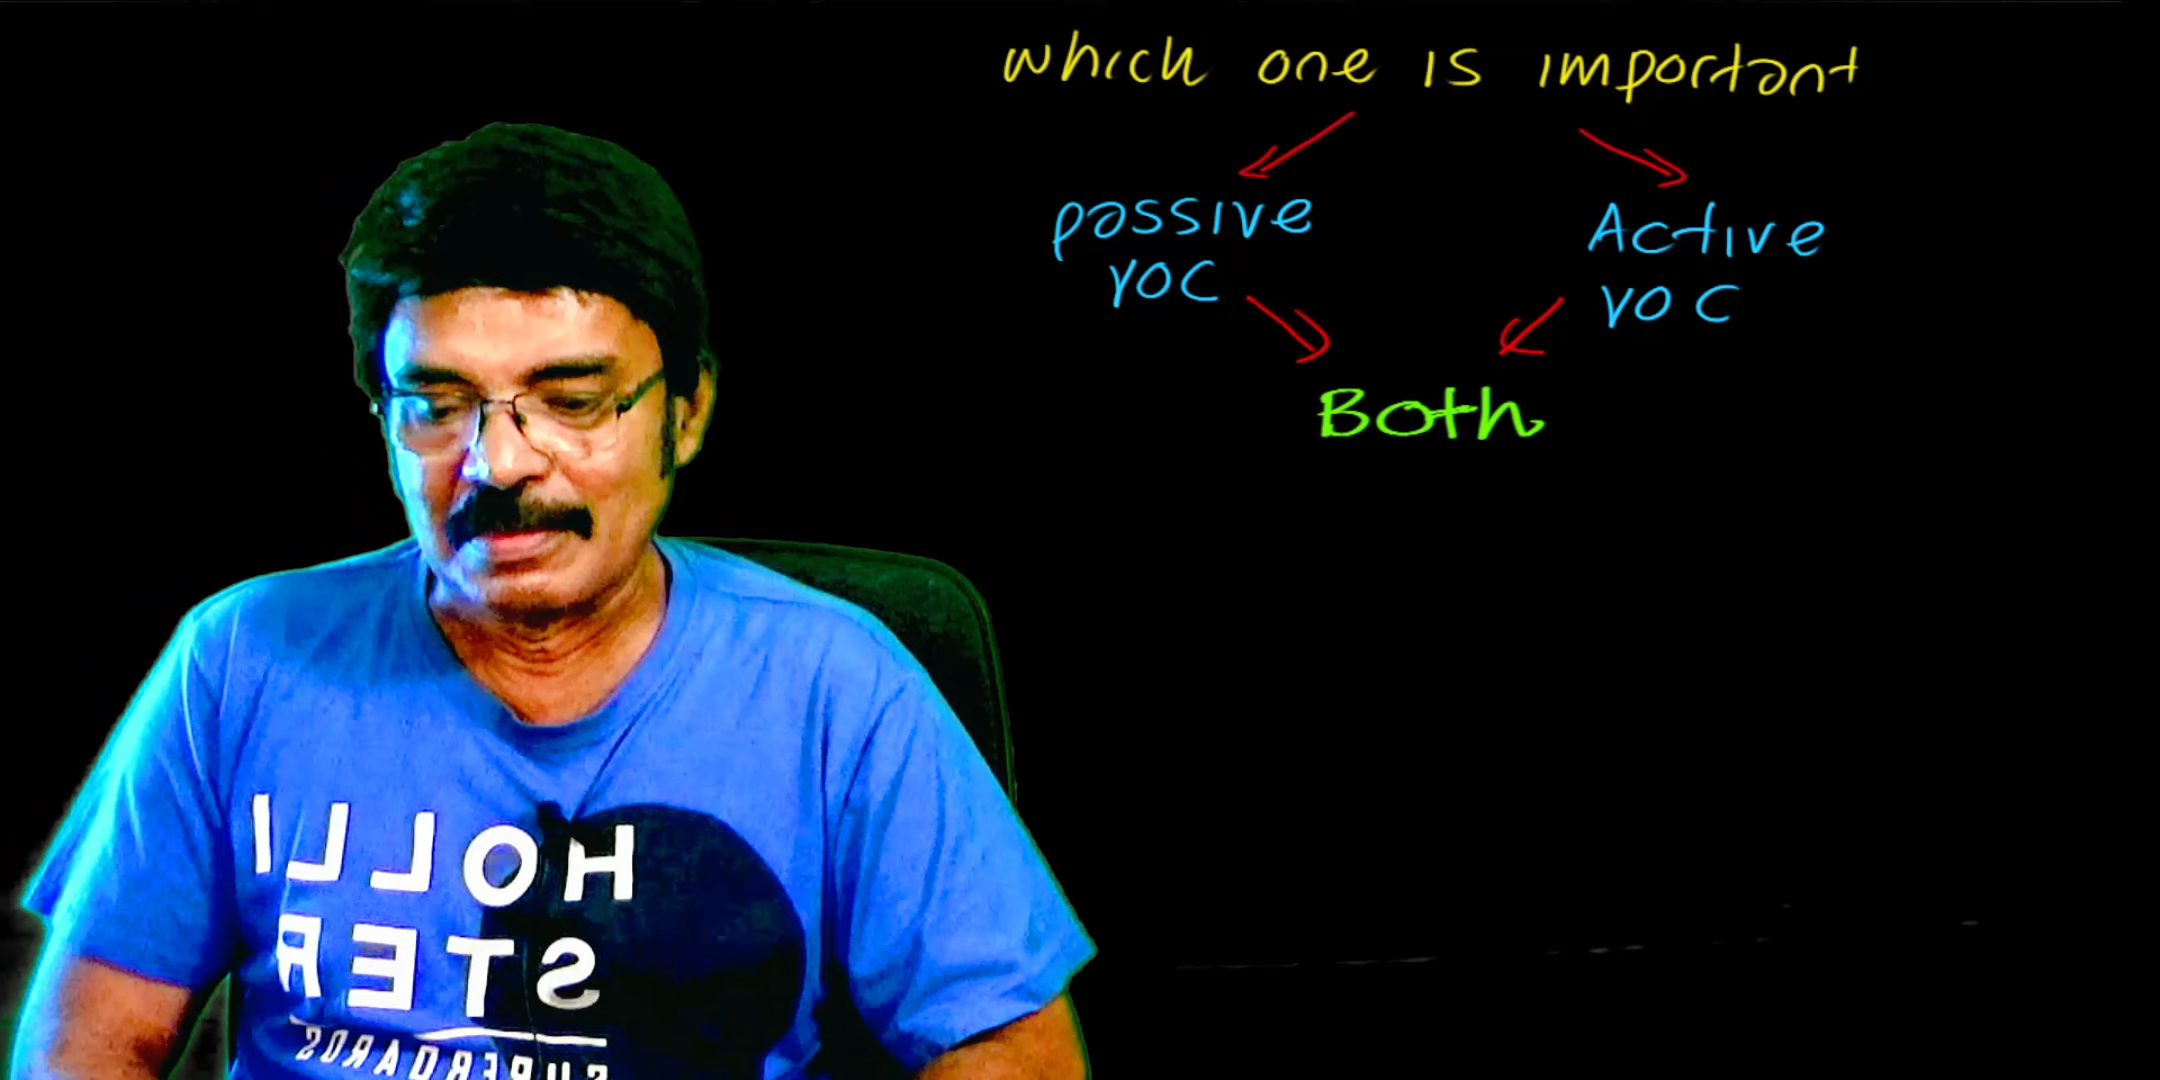 which one is important
passive
voc
Active
voc
Both
HOLLI
STER